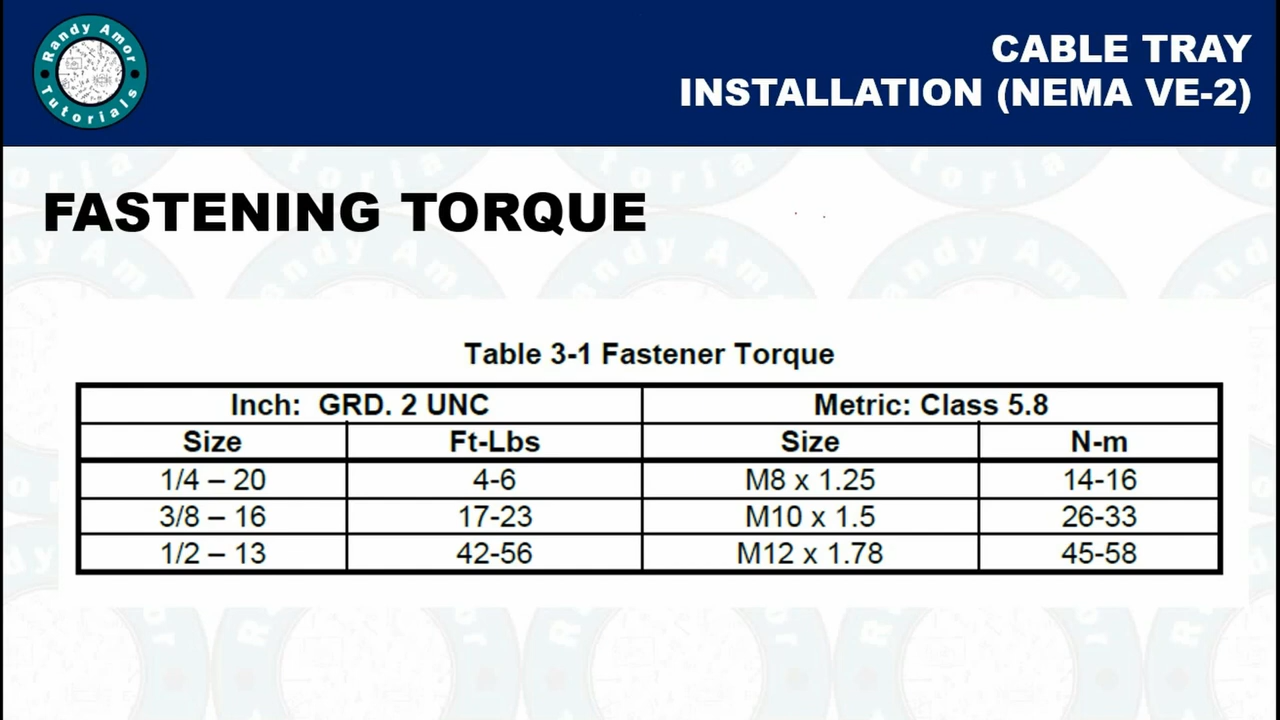 Randy Amor
Tutorials
CABLE TRAY
INSTALLATION (NEMA VE-2)
FASTENING TORQUE
Table 3-1 Fastener Torque
Inch:  GRD. 2 UNC Metric: Class 5.8
Size Ft-Lbs Size N-m
1/4 – 20 4-6 M8 x 1.25 14-16
3/8 – 16 17-23 M10 x 1.5 26-33
1/2 – 13 42-56 M12 x 1.78 45-58